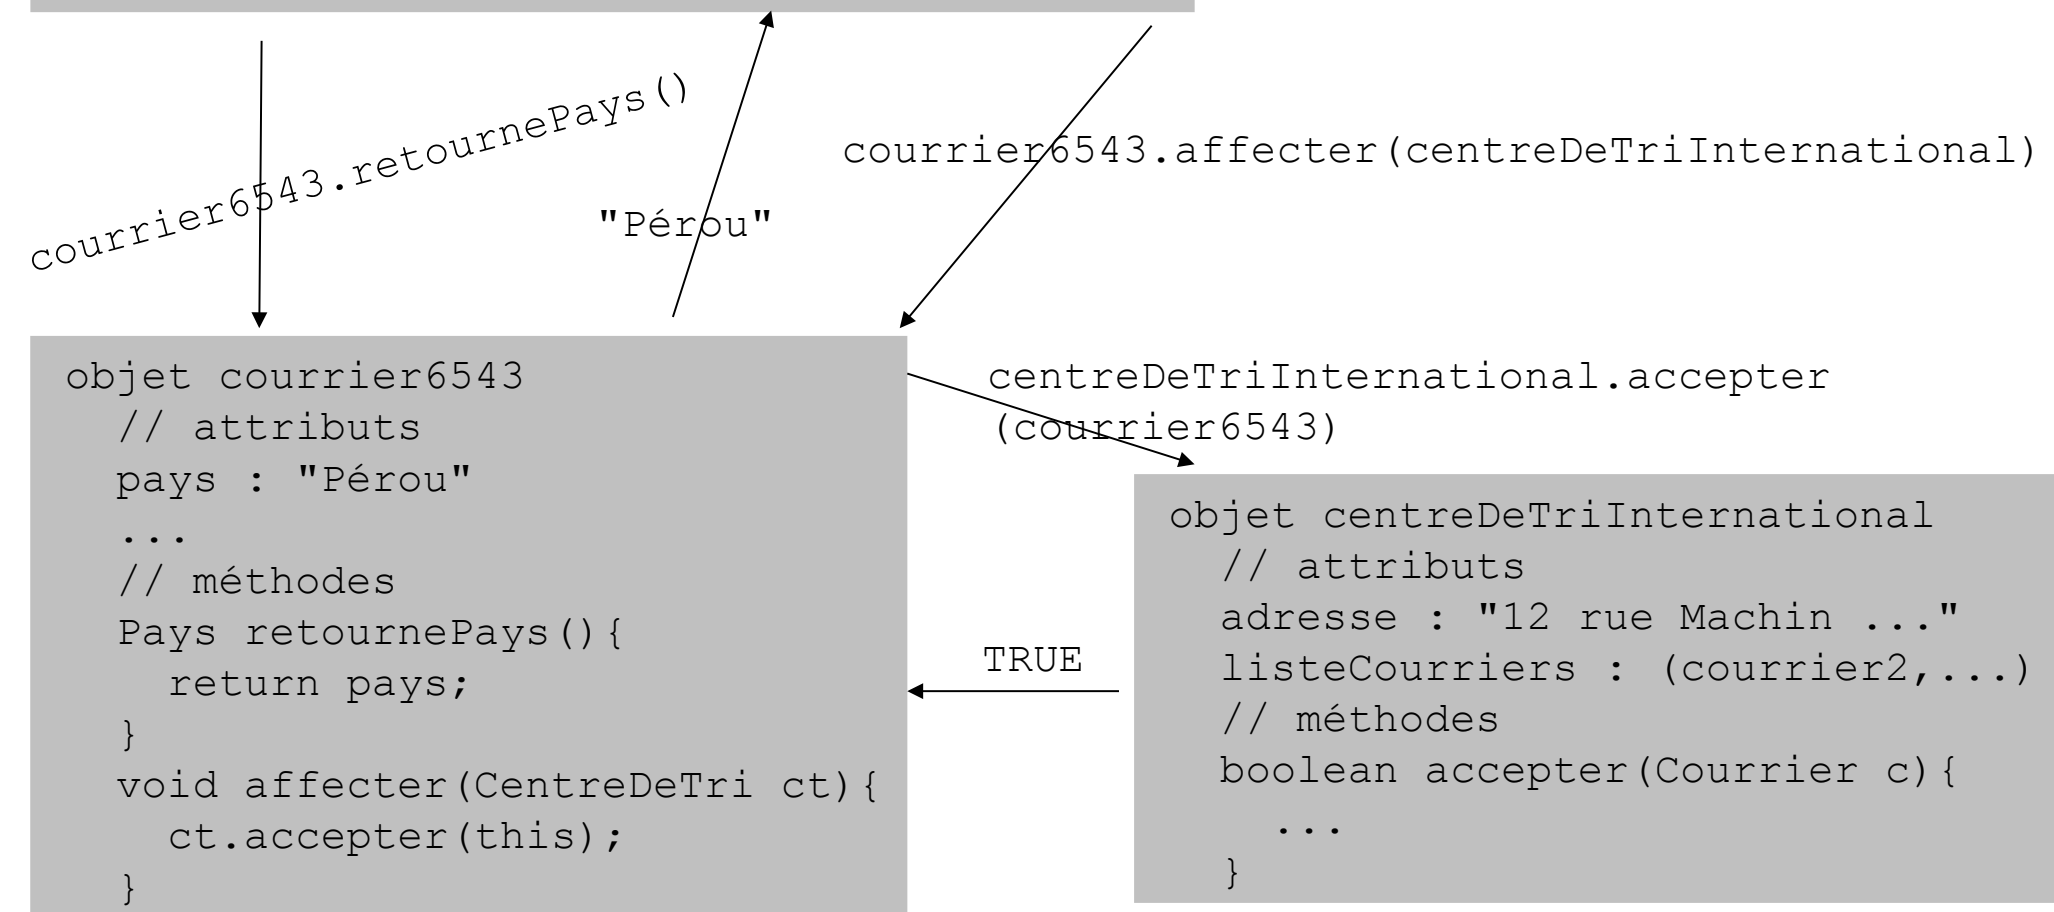 courrier6543.retournePays()
"Pérou"
courrier6543.affecter(centreDeTriInternational)
objet courrier6543
// attributs
pays : "Pérou"
...
// méthodes
Pays retournePays(){
return pays;
}
void affecter(CentreDeTri ct){
ct.accepter(this);
}
centreDeTriInternational.accepter
(courrier6543)
TRUE
objet centreDeTriInternational
// attributs
adresse : "12 rue Machin ..."
listeCourriers : (courrier2,...)
// méthodes
boolean accepter(Courrier c){
...
}